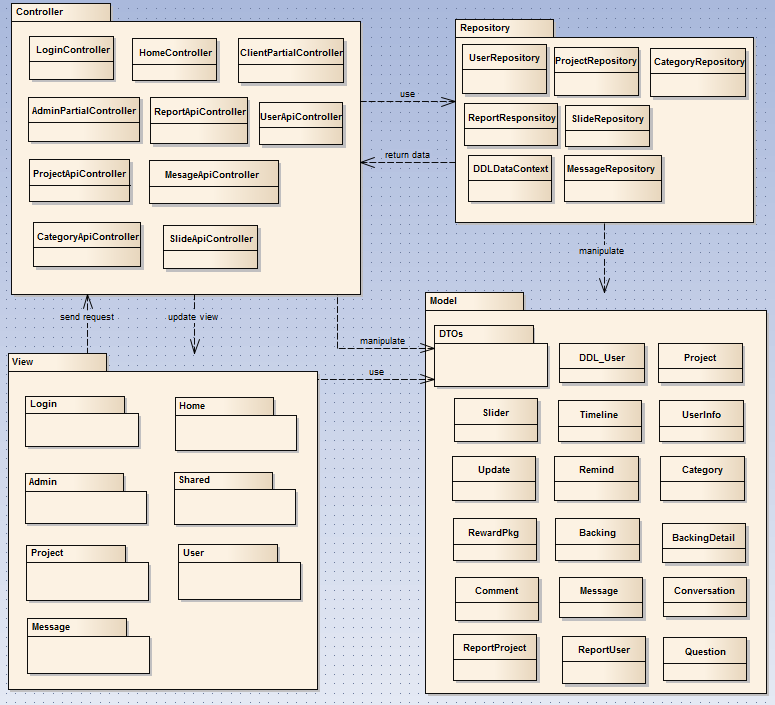 Controller
LoginController
HomeController
ClientPartialController
AdminPartialController
ReportApiController
UserApiController
ProjectApiController
MesageApiController
CategoryApiController
SlideApiController
use
return data
Repository
UserRepository
ProjectRepository
CategoryRepository
ReportResponsitoy
SlideRepository
DDLDataContext
MessageRepository
manipulate
send request
update view
manipulate
use
View
Login
Home
Admin
Shared
Project
User
Message
Model
DTOs
DDL_User
Project
Slider
Timeline
UserInfo
Update
Remind
Category
RewardPkg
Backing
BackingDetail
Comment
Message
Conversation
ReportProject
ReportUser
Question